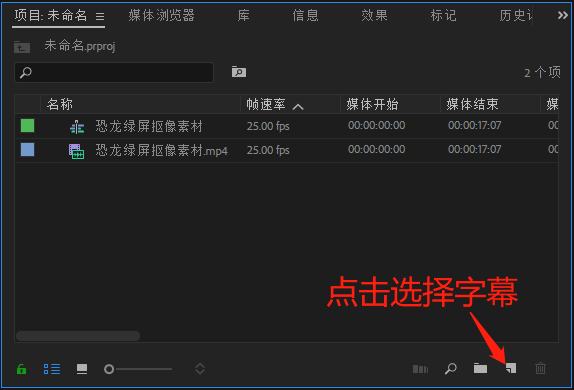 项目: 未命名 媒体浏览器 库 信息 效果 标记 历史
未命名.prproj
2 个项
名称 帧速率 媒体开始 媒体结束 媒
恐龙绿屏抠像素材 25.00 fps 00:00:00:00 00:00:17:07 00
恐龙绿屏抠像素材.mp4 25.00 fps 00:00:00:00 00:00:17:07 00
点击选择字幕